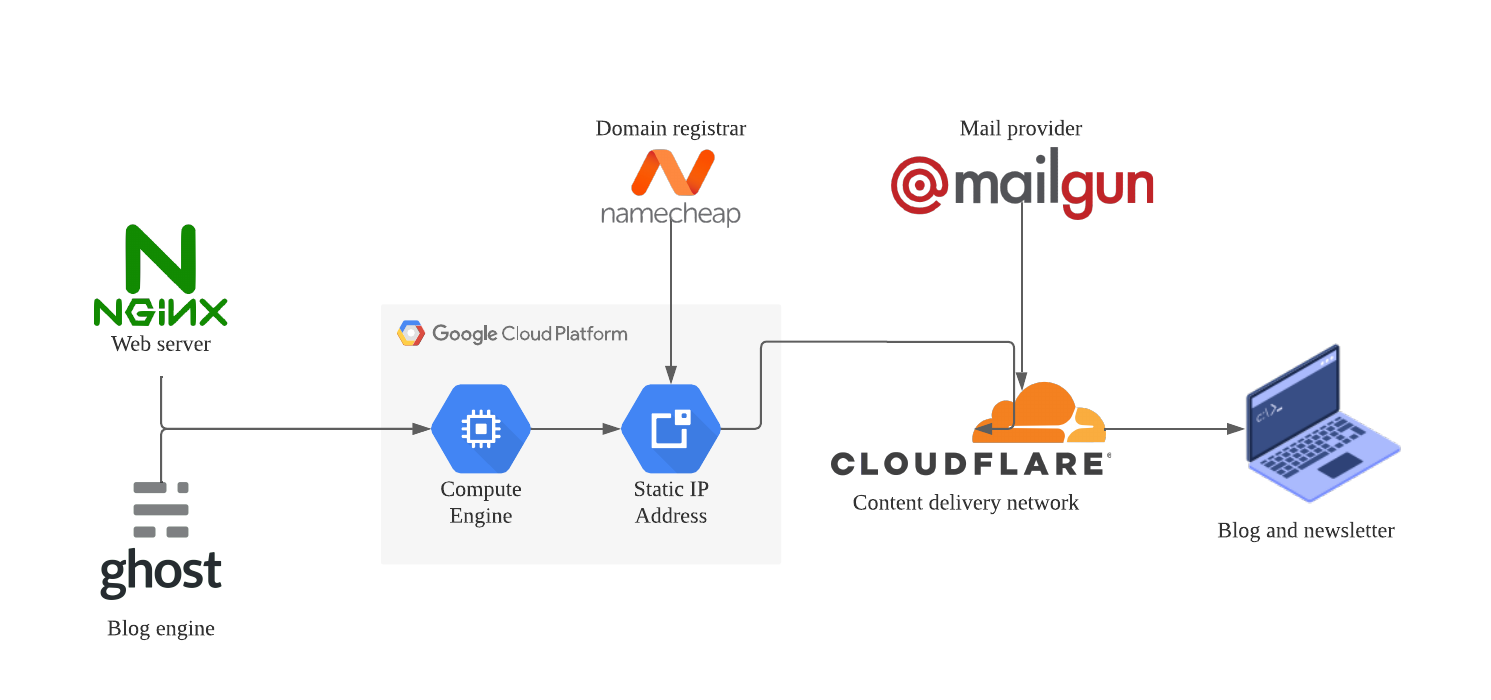 Domain registrar
namecheap
Mail provider
@mailgun
N
NGiNX
Web server
Google Cloud Platform
Compute
Engine
Static IP
Address
CLOUDFLARE®
Content delivery network
C:\>_
Blog and newsletter
ghost
Blog engine